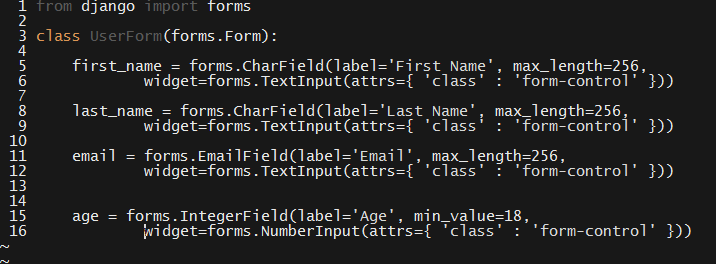 1 from django import forms
2
3 class UserForm(forms.Form):
4
5     first_name = forms.CharField(label='First Name', max_length=256,
6             widget=forms.TextInput(attrs={ 'class' : 'form-control' }))
7
8     last_name = forms.CharField(label='Last Name', max_length=256,
9             widget=forms.TextInput(attrs={ 'class' : 'form-control' }))
10
11     email = forms.EmailField(label='Email', max_length=256,
12             widget=forms.TextInput(attrs={ 'class' : 'form-control' }))
13
14
15     age = forms.IntegerField(label='Age', min_value=18,
16             widget=forms.NumberInput(attrs={ 'class' : 'form-control' }))
~
~